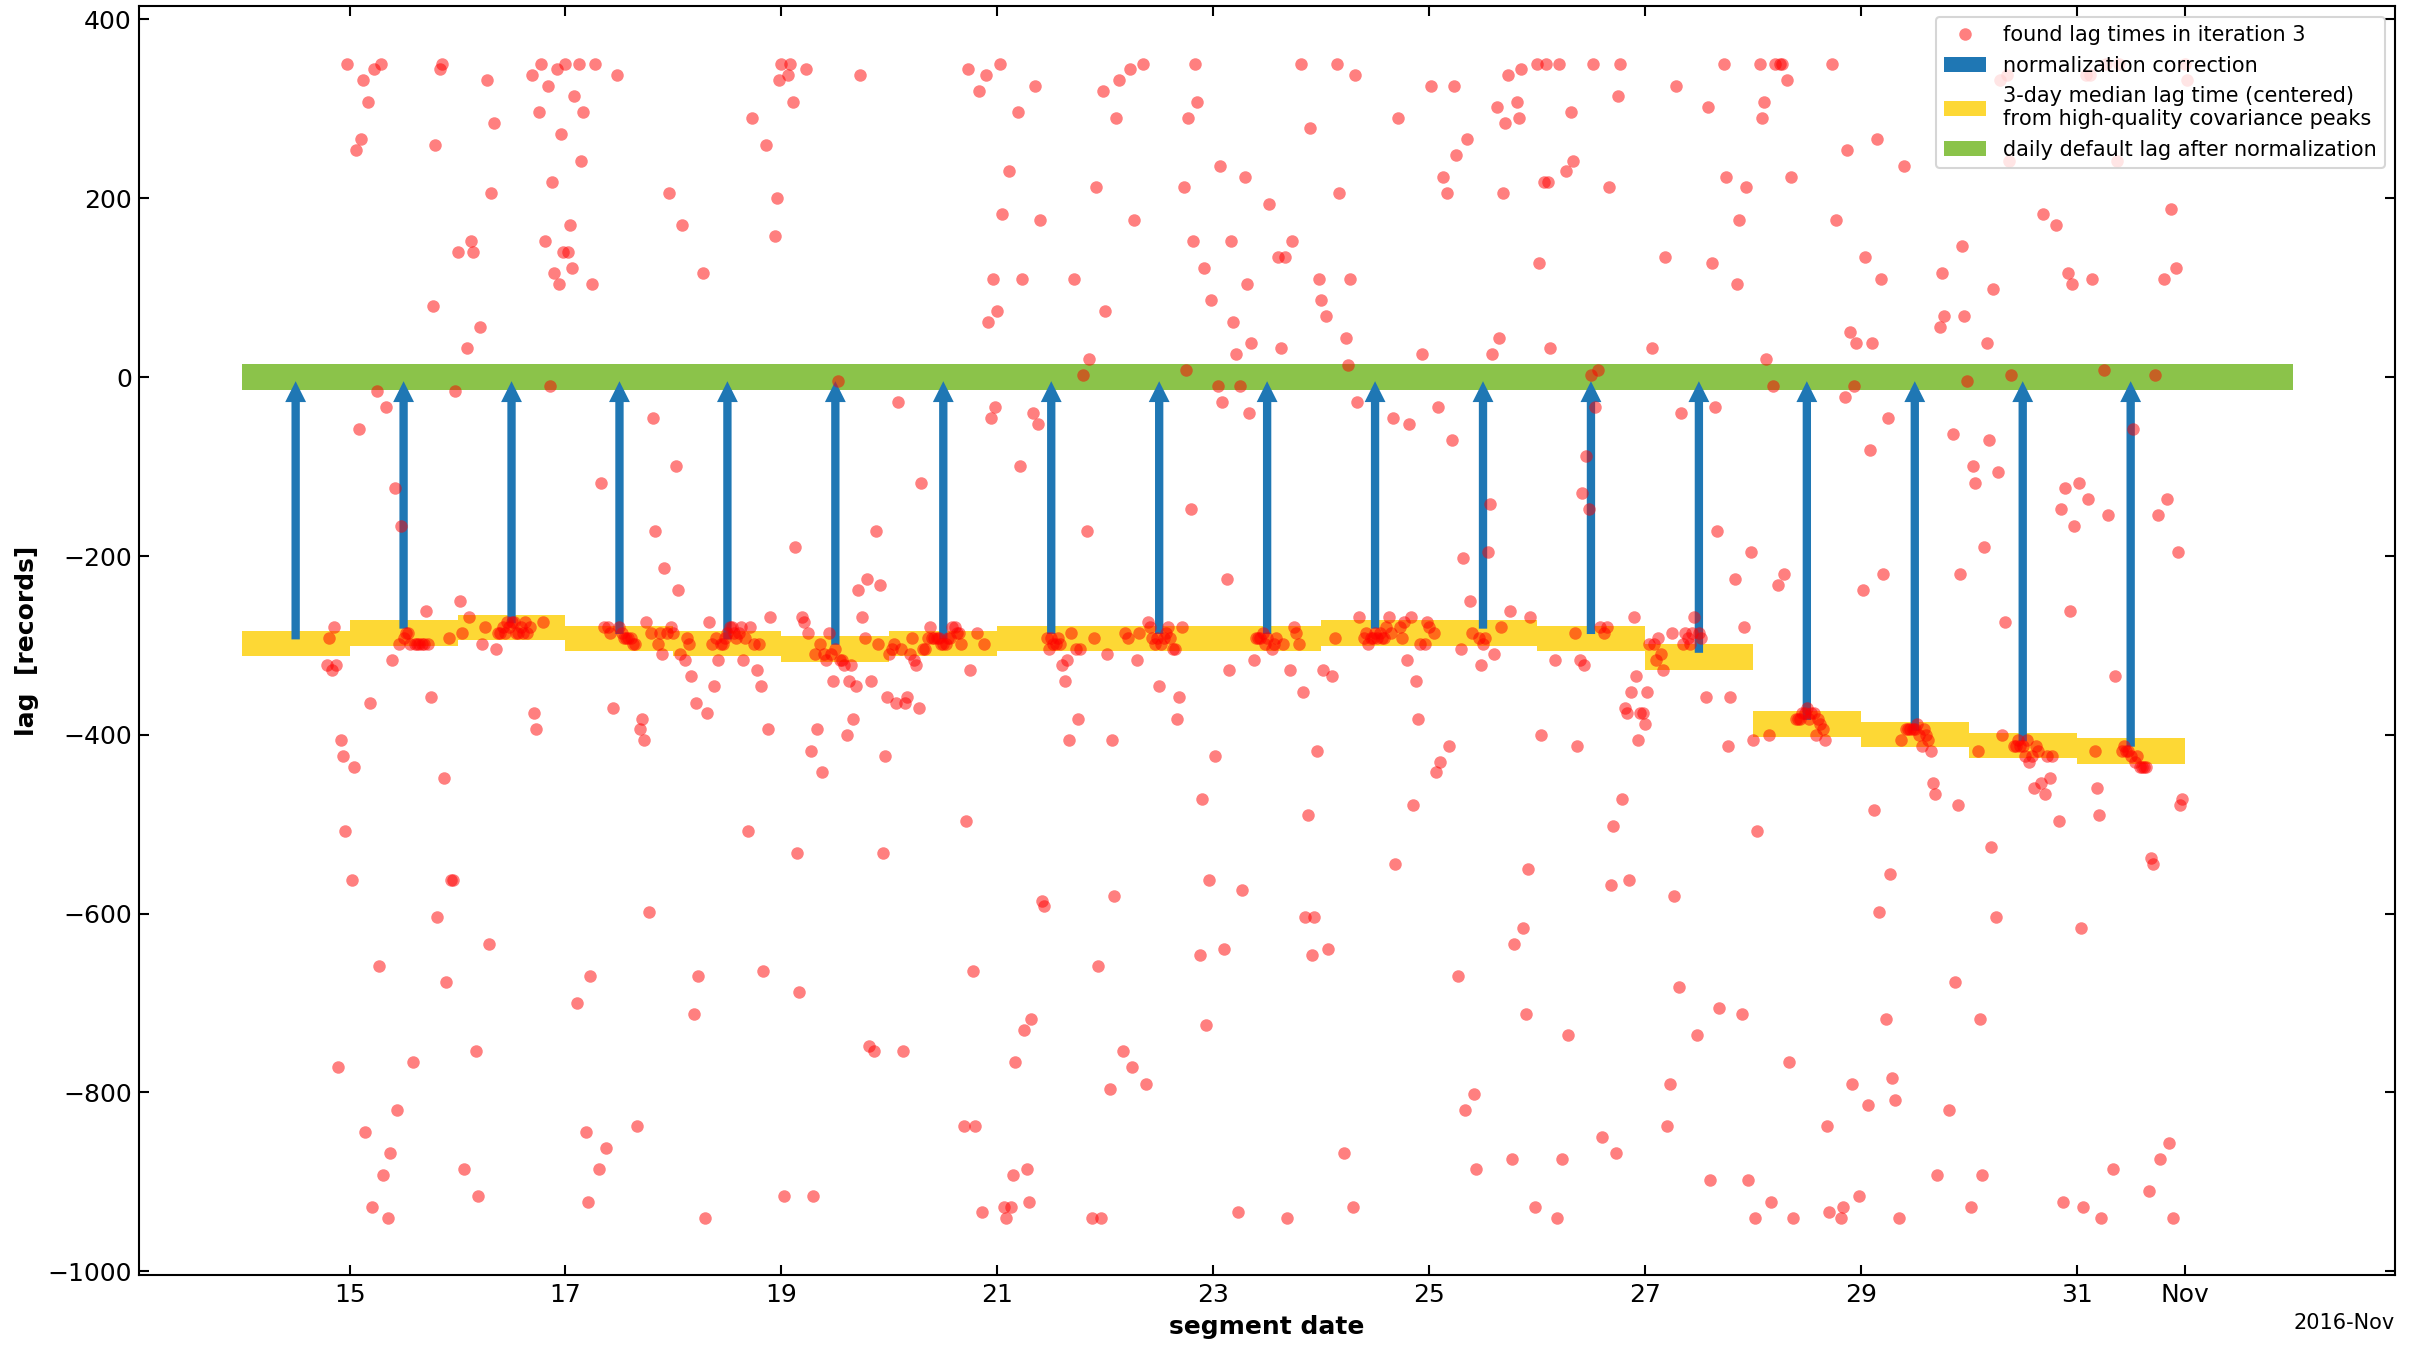 found lag times in iteration 3
normalization correction
3-day median lag time (centered)
from high-quality covariance peaks
daily default lag after normalization
400
200
0
−200
−400
−600
−800
−1000
lag [records]
15 17 19 21 23 25 27 29 31 Nov
segment date
2016-Nov